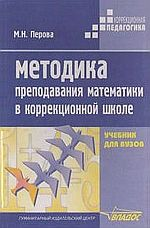 КОРРЕКЦИОННАЯ
ПЕДАГОГИКА
М.Н. Перова
МЕТОДИКА
преподавания математики
в коррекционной школе
УЧЕБНИК
ДЛЯ ВУЗОВ
ГУМАНИТАРНЫЙ ИЗДАТЕЛЬСКИЙ ЦЕНТР
ВЛАДОС